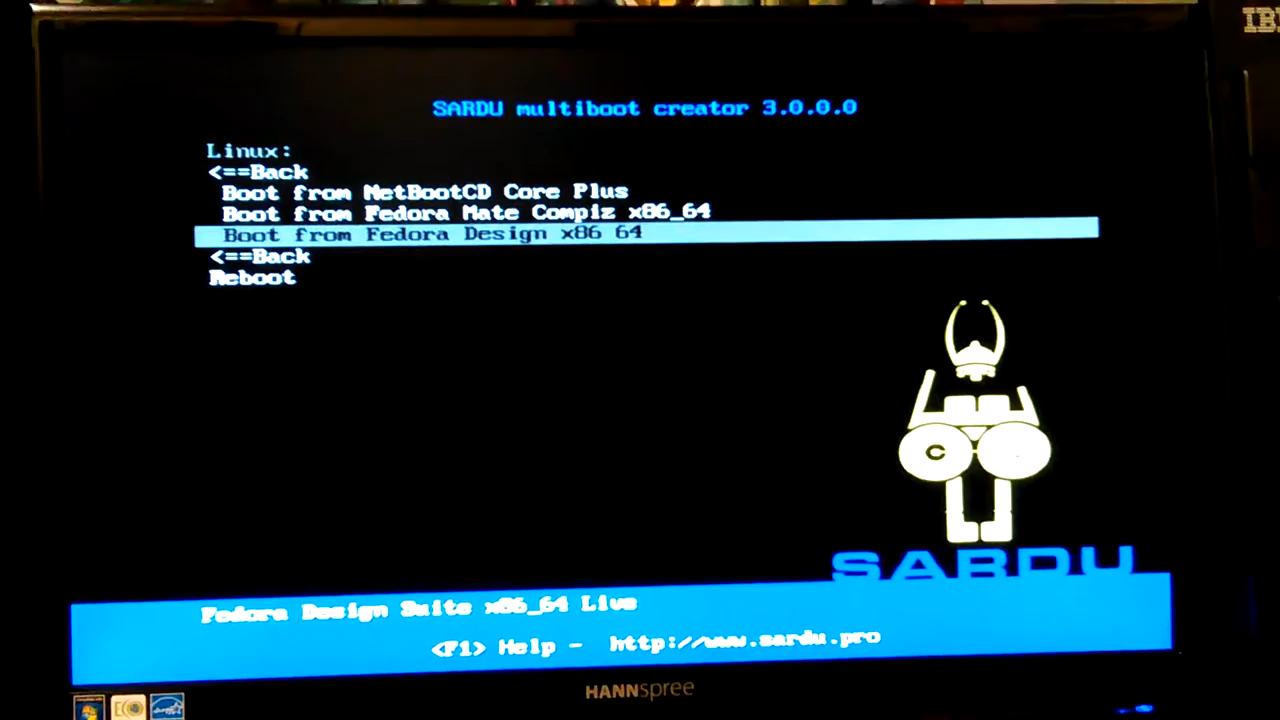 IB
SARDU multiboot creator 3.0.0.0
Linux:
<==Back
Boot from NetBootCD Core Plus
Boot from Fedora Mate Compiz x86_64
Boot from Fedora Design x86_64
<==Back
Reboot
C
SARDU
Fedora Design Suite x86_64 Live
<F1> Help - http://www.sardu.pro
HANNspree